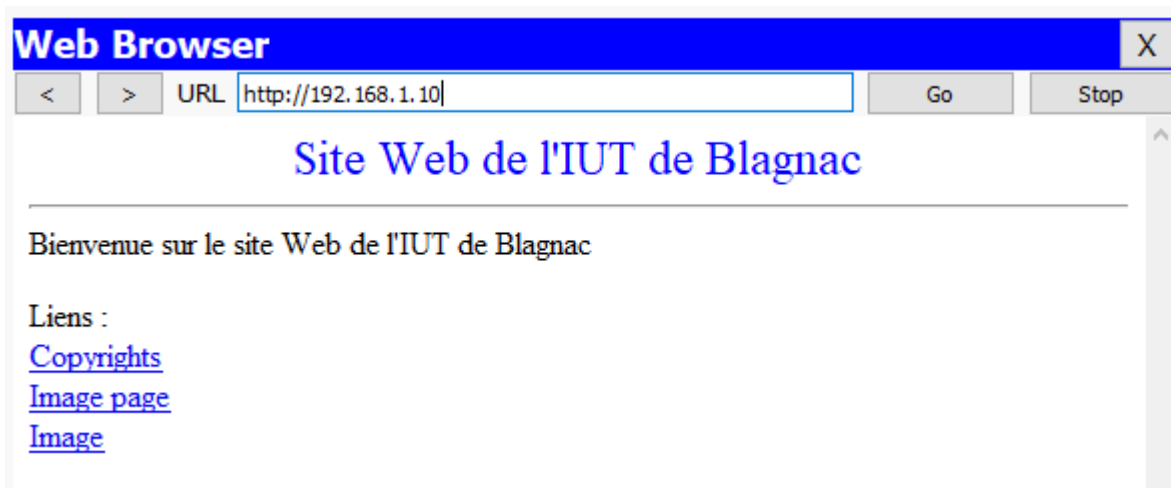 Web Browser X
< > URL http://192.168.1.10 Go Stop
Site Web de l'IUT de Blagnac
Bienvenue sur le site Web de l'IUT de Blagnac
Liens :
Copyrights
Image page
Image